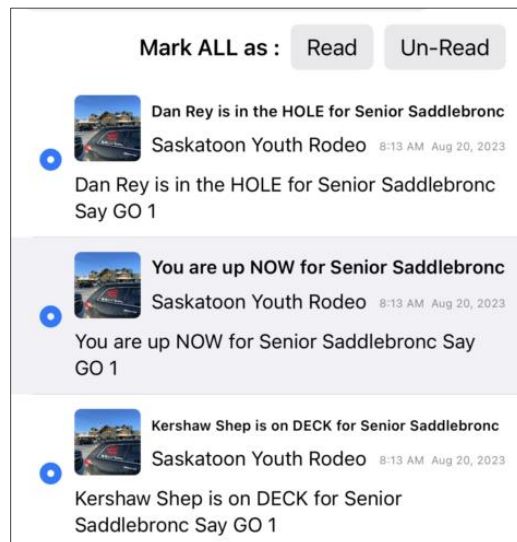 Mark ALL as : Read Un-Read
Dan Rey is in the HOLE for Senior Saddlebronc
Saskatoon Youth Rodeo 8:13 AM Aug 20, 2023
Dan Rey is in the HOLE for Senior Saddlebronc
Say GO 1
You are up NOW for Senior Saddlebronc
Saskatoon Youth Rodeo 8:13 AM Aug 20, 2023
You are up NOW for Senior Saddlebronc Say
GO 1
Kershaw Shep is on DECK for Senior Saddlebronc
Saskatoon Youth Rodeo 8:13 AM Aug 20, 2023
Kershaw Shep is on DECK for Senior
Saddlebronc Say GO 1